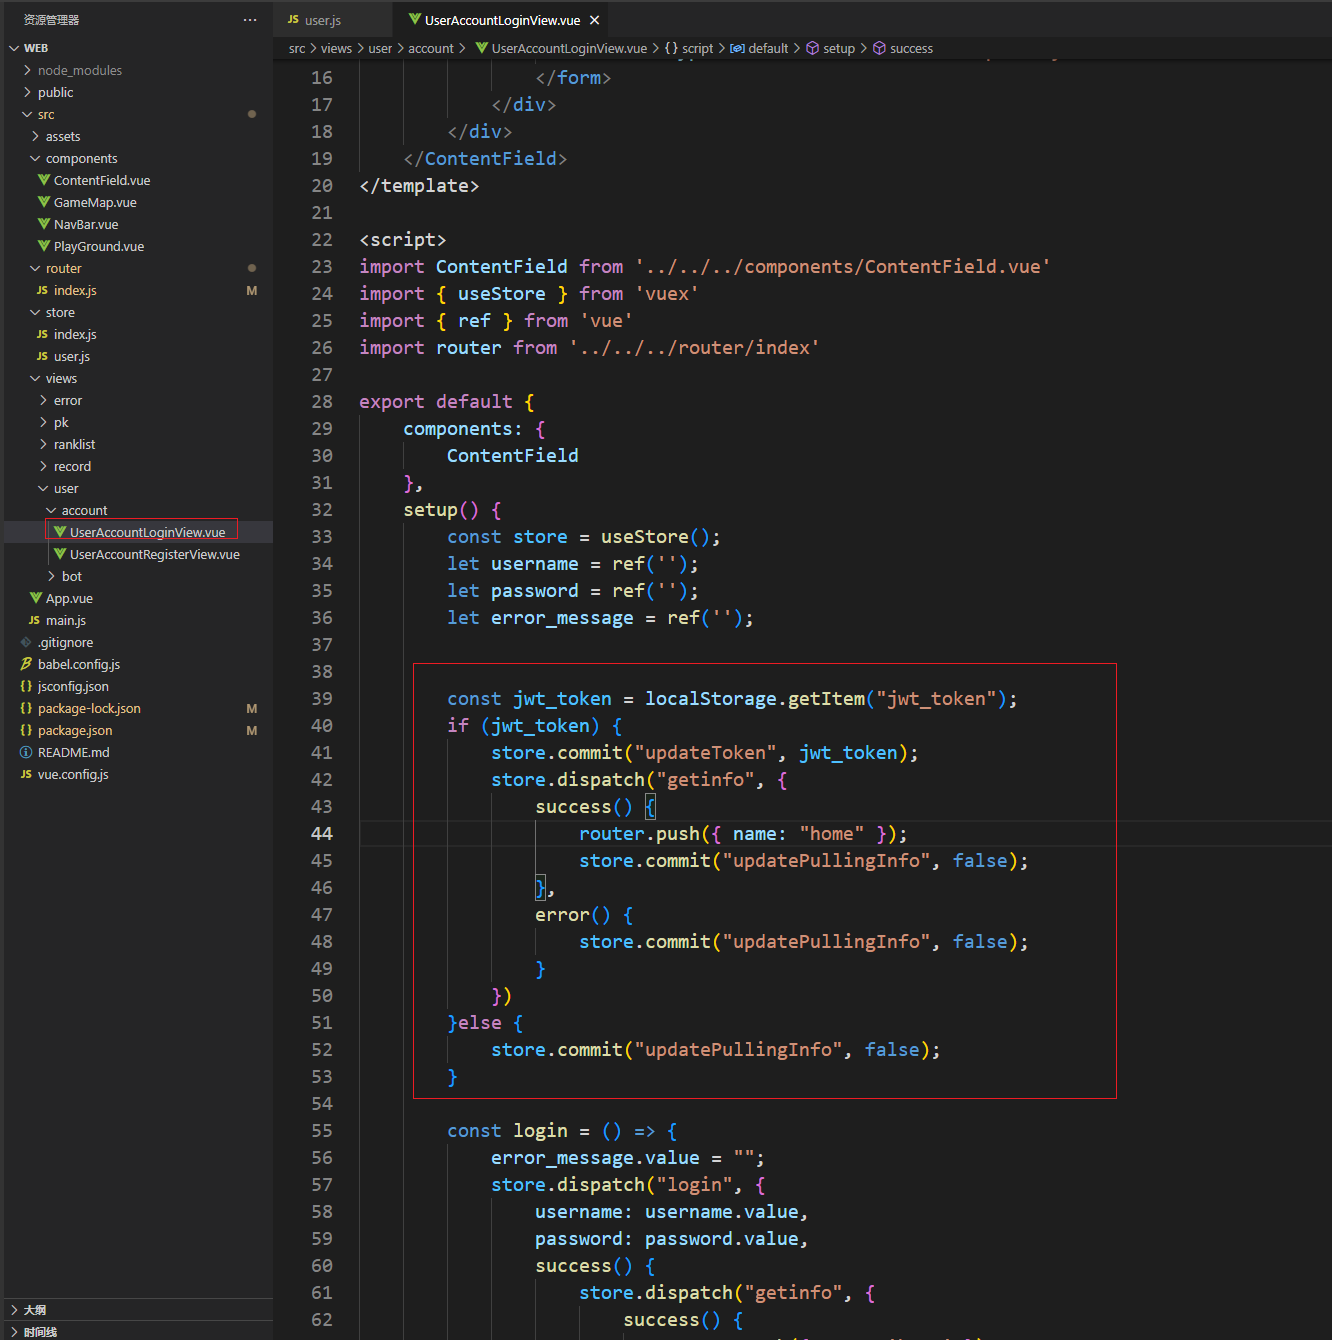 资源管理器
WEB
node_modules
public
src
assets
components
ContentField.vue
GameMap.vue
NavBar.vue
PlayGround.vue
router
JS index.js M
store
JS index.js
JS user.js
views
error
pk
ranklist
record
user
account
UserAccountLoginView.vue
UserAccountRegisterView.vue
bot
App.vue
JS main.js
.gitignore
babel.config.js
{} jsconfig.json
{} package-lock.json M
{} package.json M
README.md
JS vue.config.js
大纲
时间线
JS user.js
UserAccountLoginView.vue
src > views > user > account > UserAccountLoginView.vue > {} script > default > setup > success
16 </form>
17 </div>
18 </div>
19 </ContentField>
20 </template>
21
22 <script>
23 import ContentField from '../../../components/ContentField.vue'
24 import { useStore } from 'vuex'
25 import { ref } from 'vue'
26 import router from '../../../router/index'
27
28 export default {
29 components: {
30 ContentField
31 },
32 setup() {
33 const store = useStore();
34 let username = ref('');
35 let password = ref('');
36 let error_message = ref('');
37
38
39 const jwt_token = localStorage.getItem("jwt_token");
40 if (jwt_token) {
41 store.commit("updateToken", jwt_token);
42 store.dispatch("getinfo", {
43 success() {
44 router.push({ name: "home" });
45 store.commit("updatePullingInfo", false);
46 },
47 error() {
48 store.commit("updatePullingInfo", false);
49 }
50 })
51 }else {
52 store.commit("updatePullingInfo", false);
53 }
54
55 const login = () => {
56 error_message.value = "";
57 store.dispatch("login", {
58 username: username.value,
59 password: password.value,
60 success() {
61 store.dispatch("getinfo", {
62 success() {